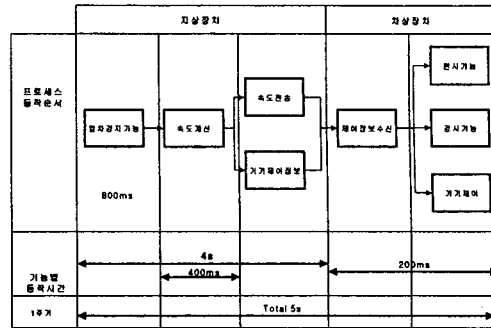 지상장치
차상장치
프로세스
동작순서
열차감지기능
속도계산
속도전송
기기제어정보
제어정보수신
표시기능
감시기능
기기제어
800ms
4s
400ms
200ms
기능별
동작시간
1주기
Total 5s